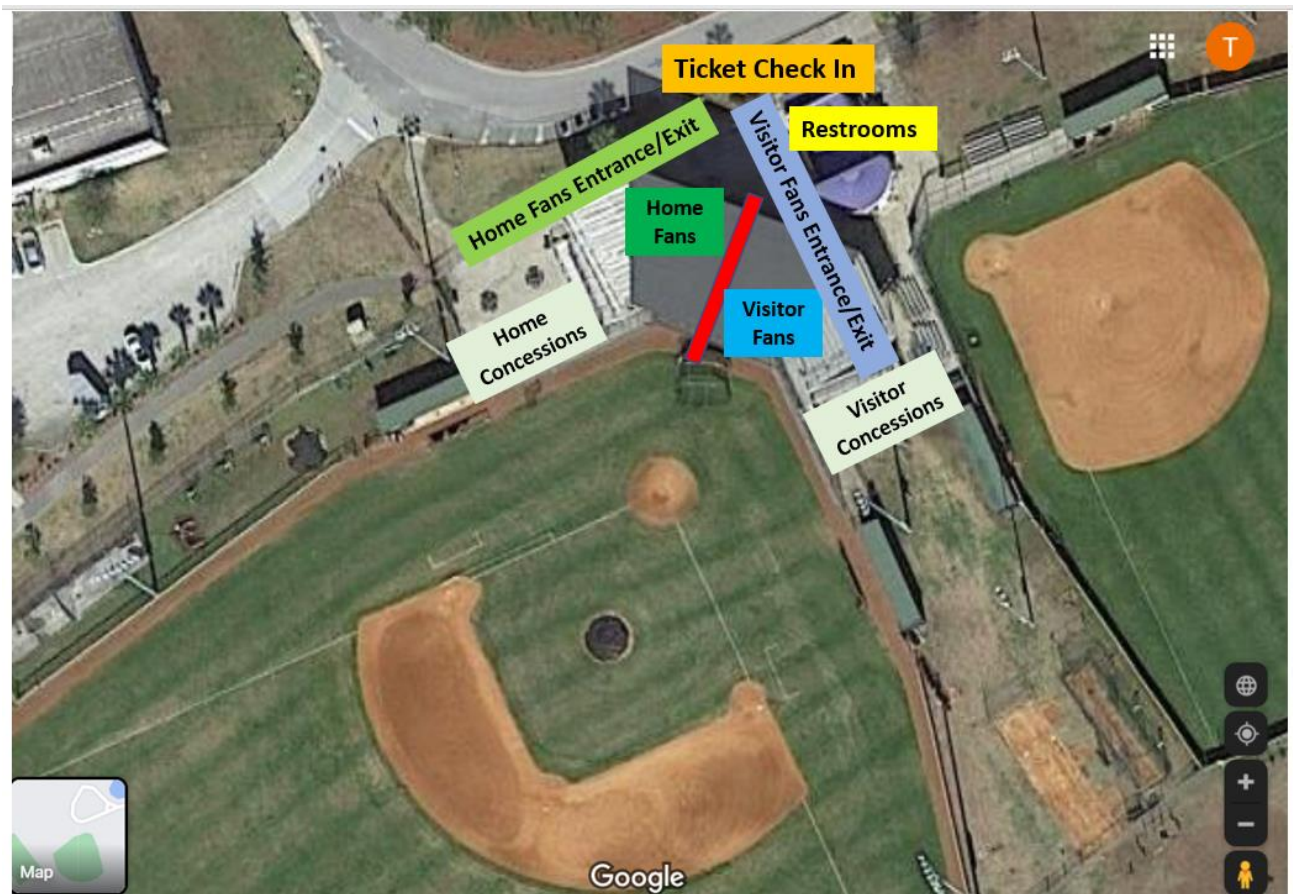 Ticket Check In
T
Restrooms
Home Fans Entrance/Exit
Visitor Fans Entrance/Exit
Home
Fans
Visitor
Fans
Home
Concessions
Visitor
Concessions
Map
Google